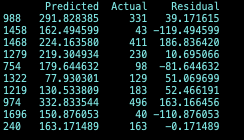 Predicted Actual Residual
988 291.828385 331 39.171615
1458 162.494599 43 -119.494599
1468 224.163580 411 186.836420
1279 219.304934 230 10.695066
754 179.644632 98 -81.644632
1322 77.930301 129 51.069699
1219 130.533809 183 52.466191
974 332.833544 496 163.166456
1696 150.876053 40 -110.876053
240 163.171489 163 -0.171489